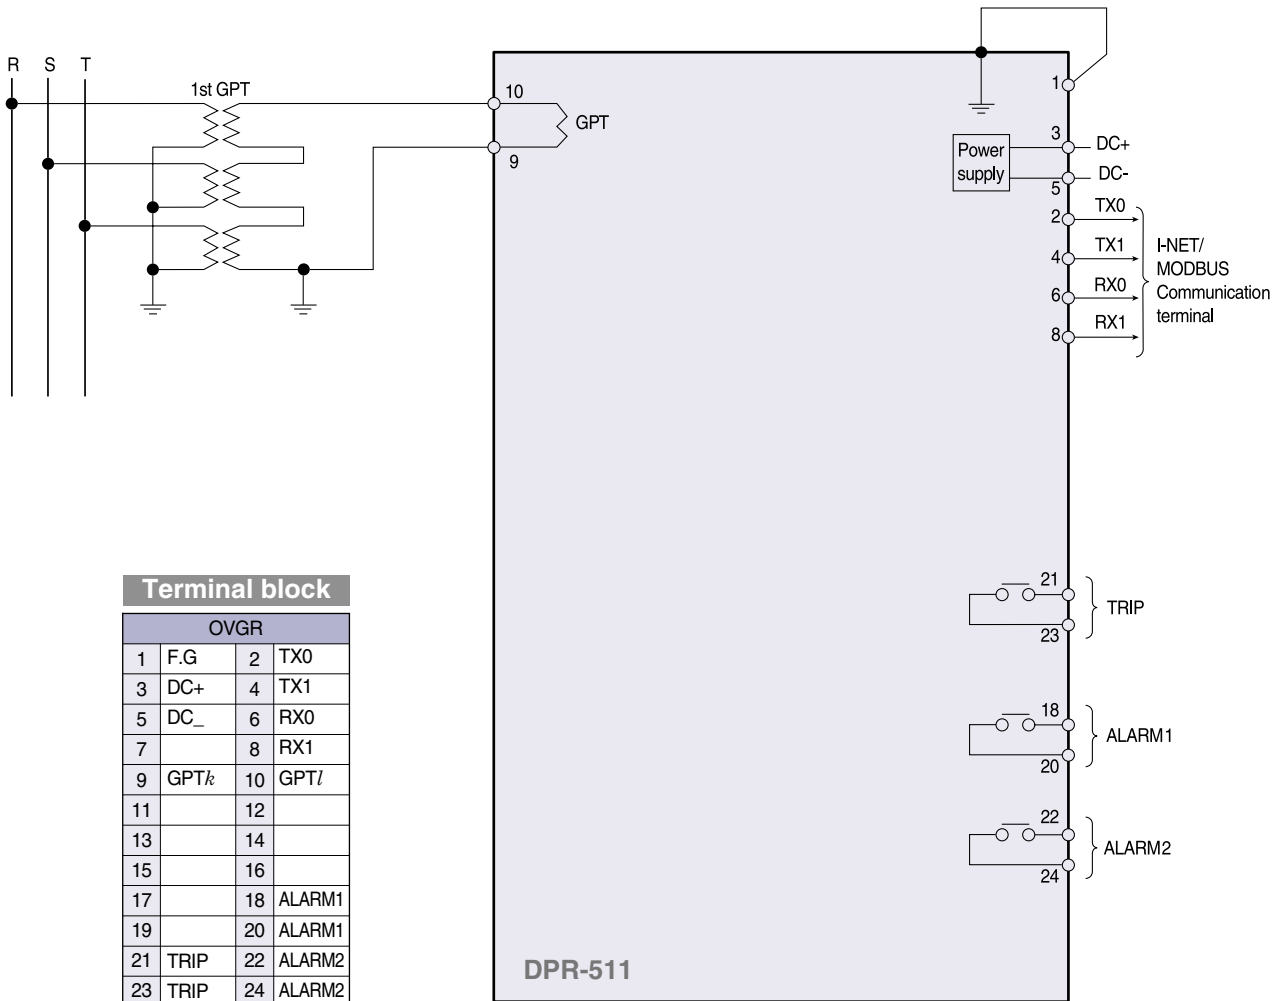 R S T
1st GPT
10
GPT
9
1
3
DC+
Power
supply
DC-
5
TX0
2
TX1
4
RX0
6
RX1
8
I-NET/
MODBUS
Communication
terminal
21
TRIP
23
18
ALARM1
20
22
ALARM2
24
DPR-511
Terminal block
OVGR
1 F.G 2 TX0
3 DC+ 4 TX1
5 DC_ 6 RX0
7 8 RX1
9 GPTk 10 GPTl
11 12
13 14
15 16
17 18 ALARM1
19 20 ALARM1
21 TRIP 22 ALARM2
23 TRIP 24 ALARM2